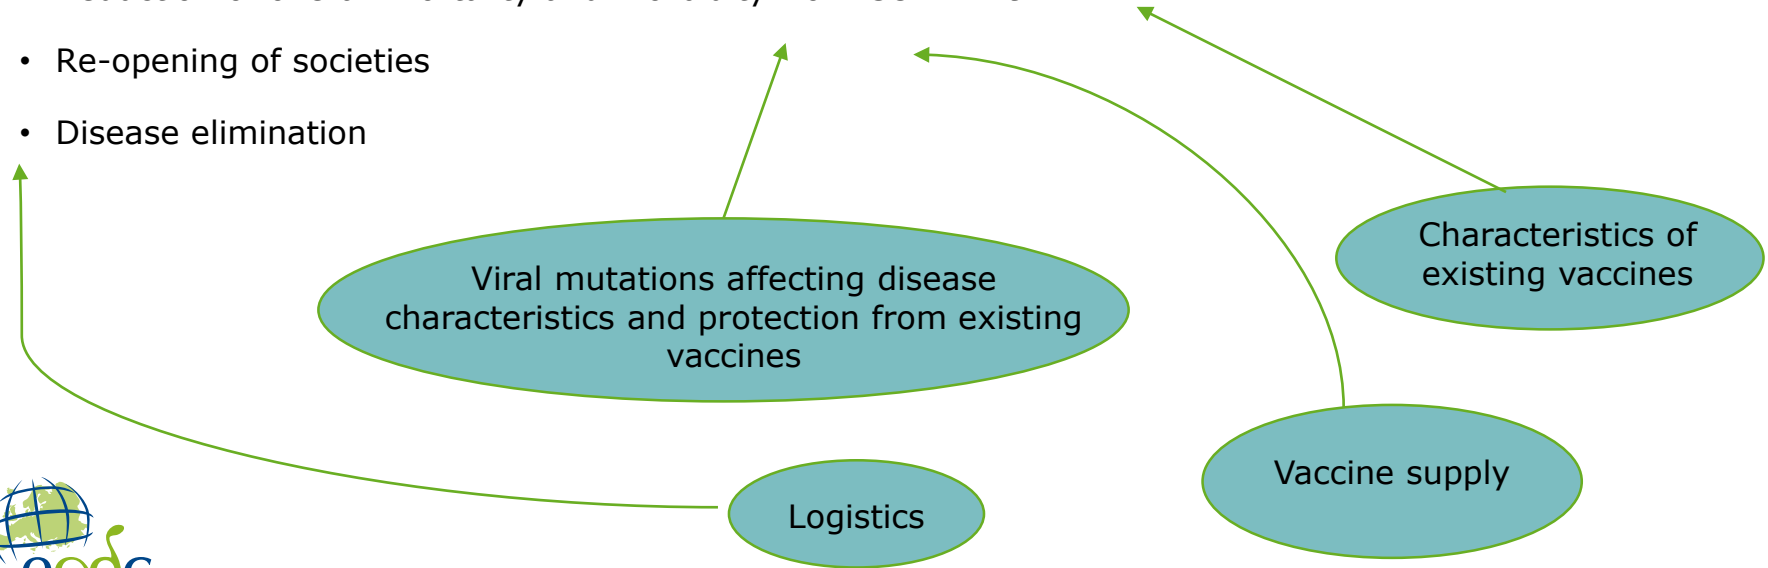 • Re-opening of societies
• Disease elimination
Characteristics of
existing vaccines
Viral mutations affecting disease
characteristics and protection from existing
vaccines
Vaccine supply
Logistics